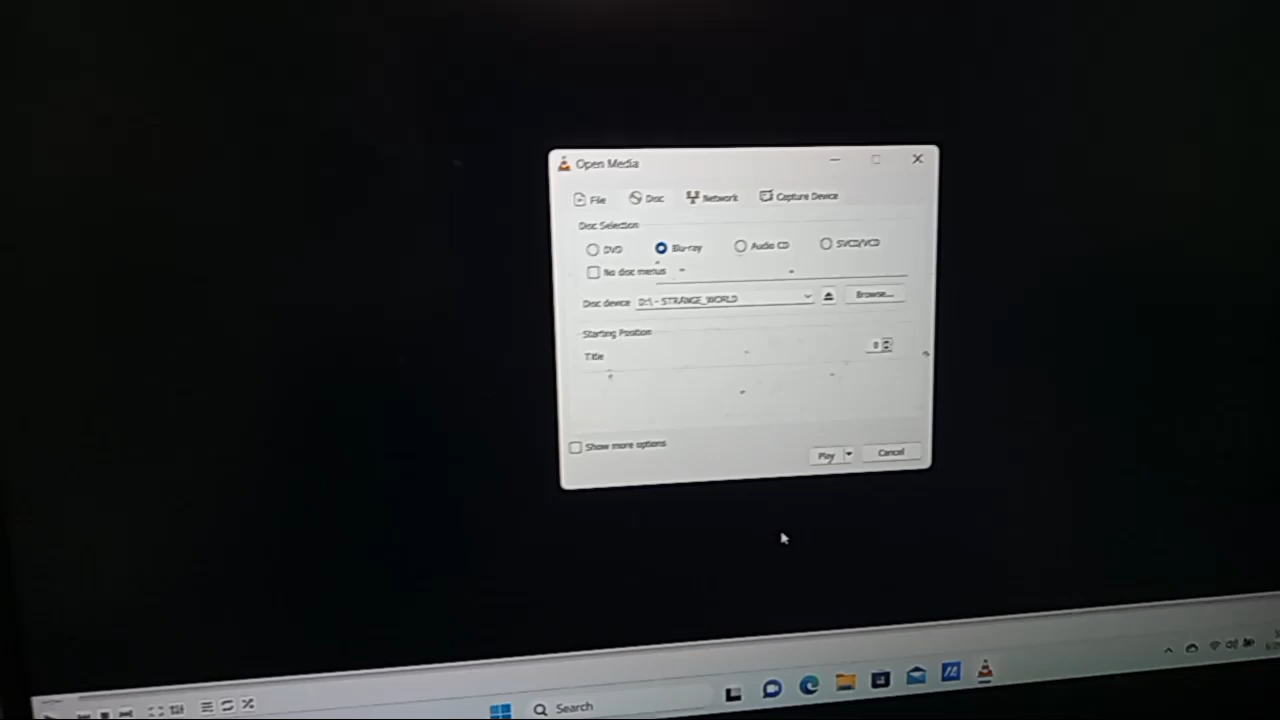 Open Media
File Disc Network Capture Device
Disc Selection
DVD Blu-ray Audio CD SVCD/VCD
No disc menus
Disc device D:\ - STRANGE_WORLD Browse...
Starting Position
Title 0
Show more options
Play Cancel
Search